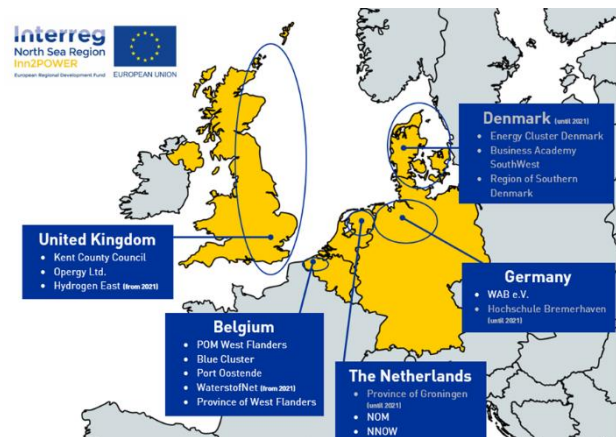 Interreg
North Sea Region
Inn2POWER
European Regional Development Fund
EUROPEAN UNION
Denmark (until 2021)
Energy Cluster Denmark
Business Academy
SouthWest
Region of Southern
Denmark
United Kingdom
Kent County Council
Opergy Ltd.
Hydrogen East (from 2021)
Germany
WAB e.V.
Hochschule Bremerhaven
(until 2021)
Belgium
POM West Flanders
Blue Cluster
Port Oostende
WaterstofNet (from 2021)
Province of West Flanders
The Netherlands
Province of Groningen
(until 2021)
NOM
NNOW